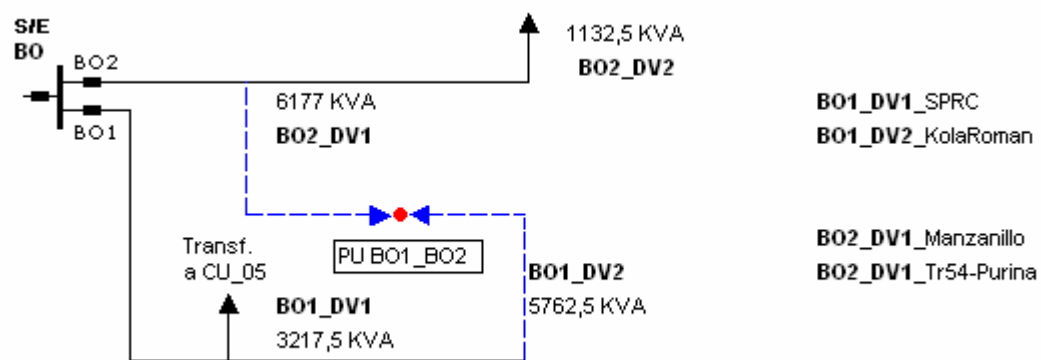 S/E
BO
BO2
BO1
1132,5 KVA
BO2_DV2
6177 KVA
BO2_DV1
BO1_DV1_SPRC
BO1_DV2_KolaRoman
Transf.
a CU_05
PU BO1_BO2
BO1_DV2
5762,5 KVA
BO1_DV1
3217,5 KVA
BO2_DV1_Manzanillo
BO2_DV1_Tr54-Purina